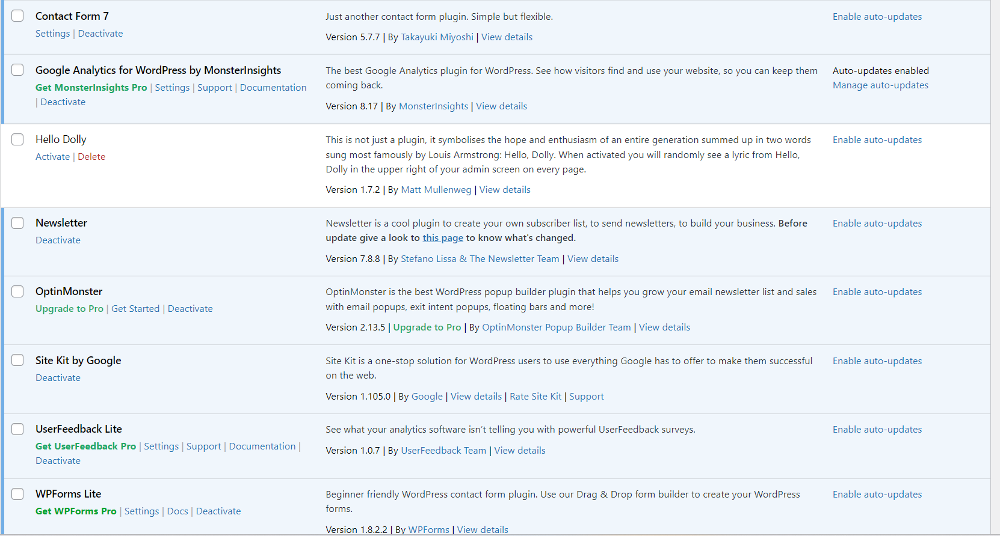 Contact Form 7
Settings | Deactivate
Just another contact form plugin. Simple but flexible.
Version 5.7.7 | By Takayuki Miyoshi | View details
Enable auto-updates
Google Analytics for WordPress by MonsterInsights
Get MonsterInsights Pro | Settings | Support | Documentation
| Deactivate
The best Google Analytics plugin for WordPress. See how visitors find and use your website, so you can keep them
coming back.
Version 8.17 | By MonsterInsights | View details
Auto-updates enabled
Manage auto-updates
Hello Dolly
Activate | Delete
This is not just a plugin, it symbolises the hope and enthusiasm of an entire generation summed up in two words
sung most famously by Louis Armstrong: Hello, Dolly. When activated you will randomly see a lyric from Hello,
Dolly in the upper right of your admin screen on every page.
Version 1.7.2 | By Matt Mullenweg | View details
Enable auto-updates
Newsletter
Deactivate
Newsletter is a cool plugin to create your own subscriber list, to send newsletters, to build your business. Before
update give a look to this page to know what's changed.
Version 7.8.8 | By Stefano Lissa & The Newsletter Team | View details
Enable auto-updates
OptinMonster
Upgrade to Pro | Get Started | Deactivate
OptinMonster is the best WordPress popup builder plugin that helps you grow your email newsletter list and sales
with email popups, exit intent popups, floating bars and more!
Version 2.13.5 | Upgrade to Pro | By OptinMonster Popup Builder Team | View details
Enable auto-updates
Site Kit by Google
Deactivate
Site Kit is a one-stop solution for WordPress users to use everything Google has to offer to make them successful
on the web.
Version 1.105.0 | By Google | View details | Rate Site Kit | Support
Enable auto-updates
UserFeedback Lite
Get UserFeedback Pro | Settings | Support | Documentation |
Deactivate
See what your analytics software isn’t telling you with powerful UserFeedback surveys.
Version 1.0.7 | By UserFeedback Team | View details
Enable auto-updates
WPForms Lite
Get WPForms Pro | Settings | Docs | Deactivate
Beginner friendly WordPress contact form plugin. Use our Drag & Drop form builder to create your WordPress
forms.
Version 1.8.2.2 | By WPForms | View details
Enable auto-updates